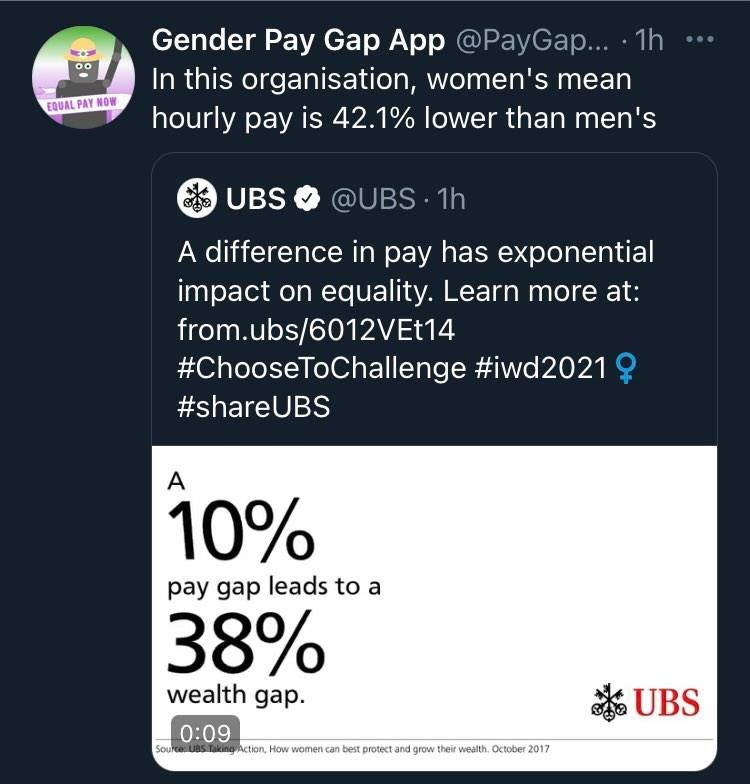 Gender Pay Gap App @PayGap... · 1h ···
EQUAL PAY NOW
In this organisation, women's mean
hourly pay is 42.1% lower than men's
UBS @UBS · 1h
A difference in pay has exponential
impact on equality. Learn more at:
from.ubs/6012VEt14
#ChooseToChallenge #iwd2021
#shareUBS
A
10%
pay gap leads to a
38%
wealth gap.
UBS
0:09
Source: UBS Taking Action, How women can best protect and grow their wealth. October 2017